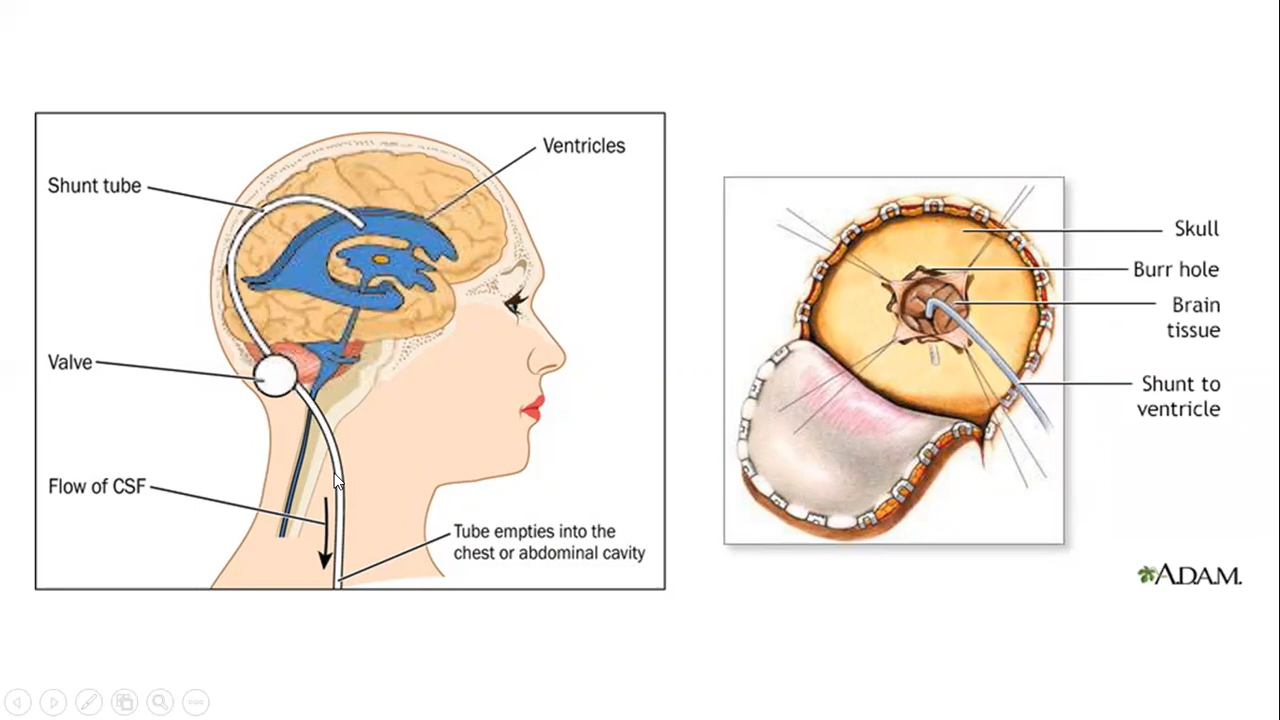 Ventricles
Shunt tube
Valve
Flow of CSF
Tube empties into the
chest or abdominal cavity
Skull
Burr hole
Brain
tissue
Shunt to
ventricle
A.D.A.M.